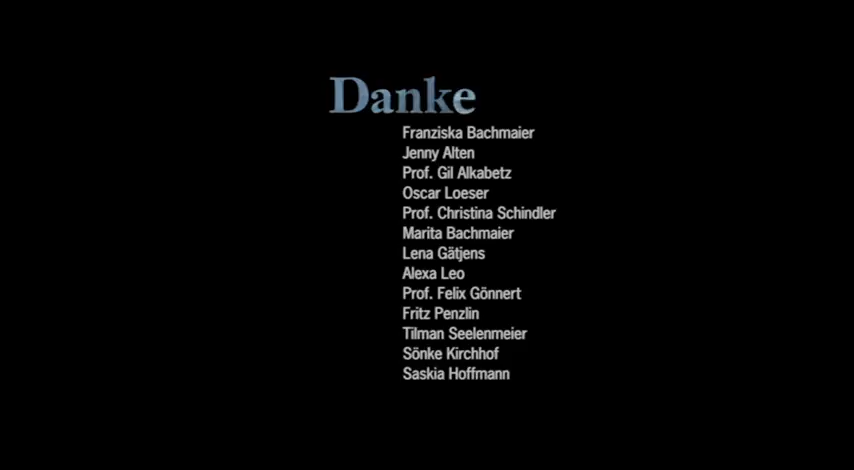 Danke
Franziska Bachmaier
Jenny Alten
Prof. Gil Alkabetz
Oscar Loeser
Prof. Christina Schindler
Marita Bachmaier
Lena Gätjens
Alexa Leo
Prof. Felix Gönnert
Fritz Penzlin
Tilman Seelenmeier
Sönke Kirchhof
Saskia Hoffmann